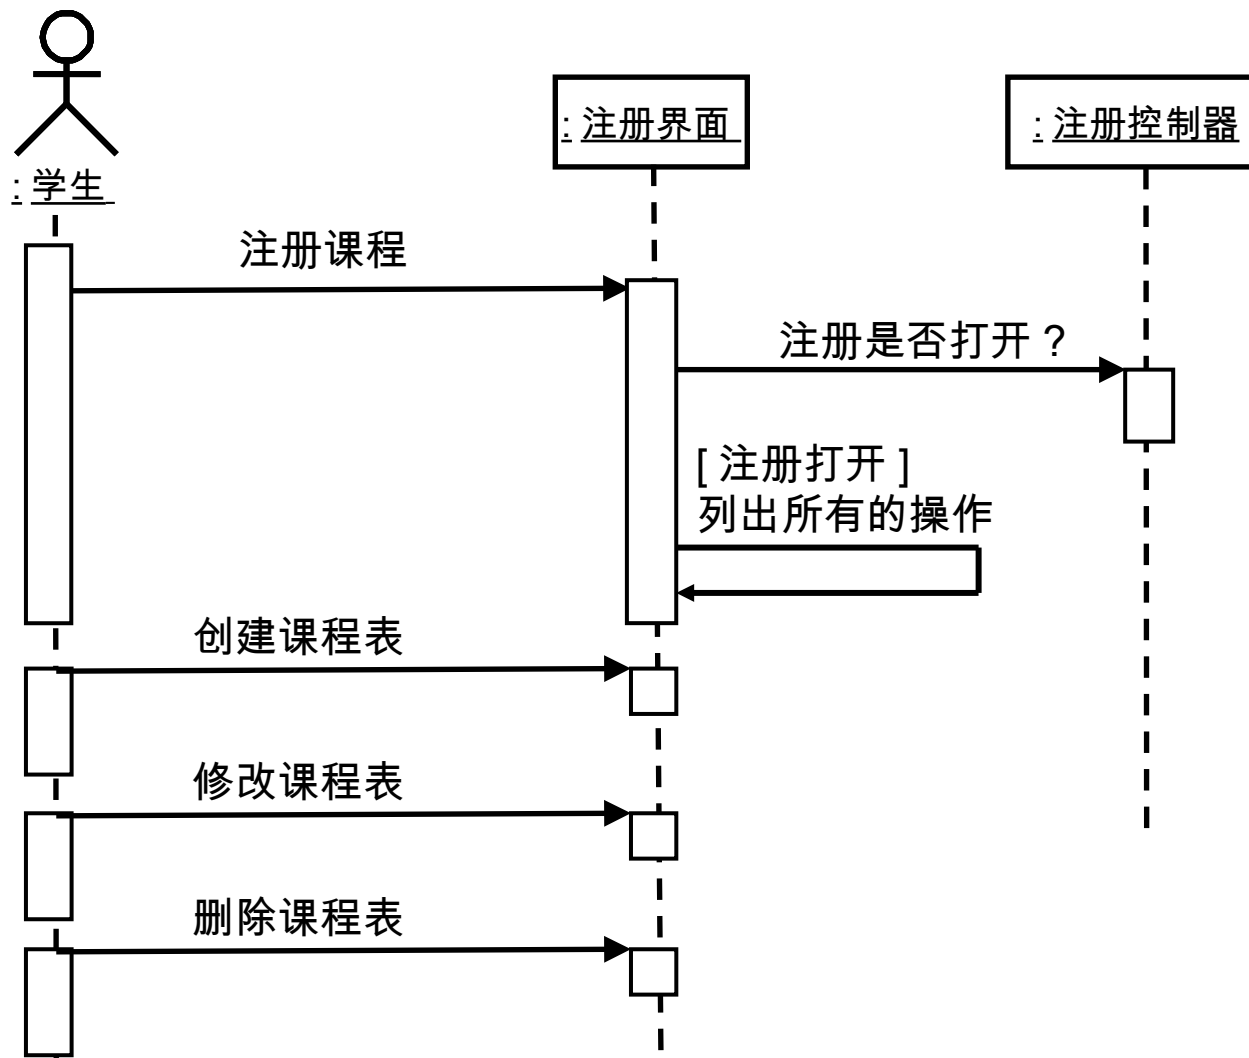 : 注册界面
: 注册控制器
: 学生
注册课程
注册是否打开？
[ 注册打开 ]
列出所有的操作
创建课程表
修改课程表
删除课程表